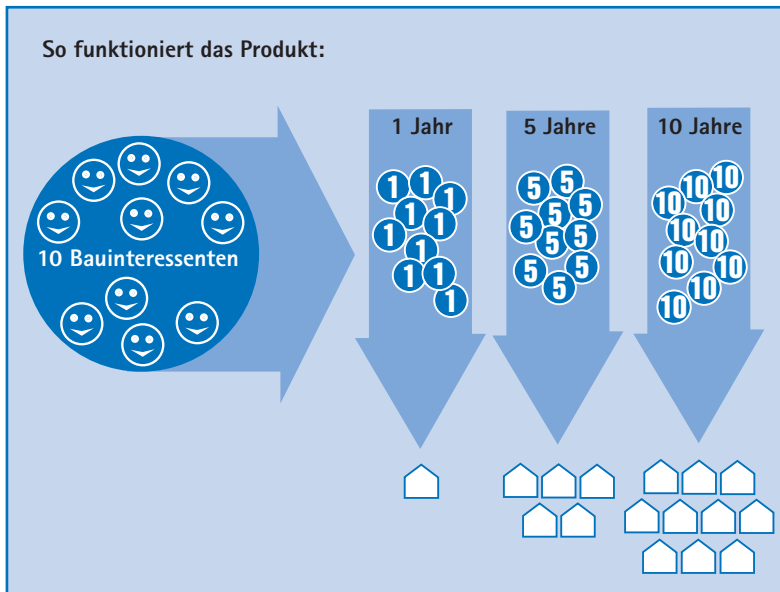 So funktioniert das Produkt:
10 Bauinteressenten
1 Jahr
1 1 1 1 1 1 1 1 1 1
5 Jahre
5 5 5 5 5 5 5 5 5 5
10 Jahre
10 10 10 10 10 10 10 10 10 10